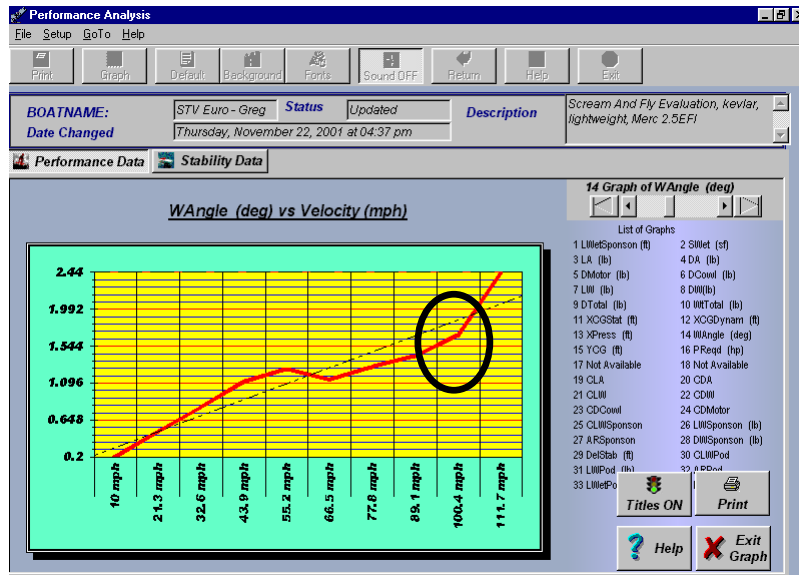 Performance Analysis
File Setup GoTo Help
Print Graph Default Background Fonts Sound OFF Return Help Exit
BOATNAME: STV Euro - Greg Status Updated Description Scream And Fly Evaluation, kevlar, lightweight, Merc 2.5EFI
Date Changed Thursday, November 22, 2001 at 04:37 pm
Performance Data Stability Data
14 Graph of WAngle (deg)
WAngle (deg) vs Velocity (mph)
2.44
1.992
1.544
1.096
0.648
0.2
10 mph
21.3 mph
32.6 mph
43.9 mph
55.2 mph
66.5 mph
77.8 mph
89.1 mph
100.4 mph
111.7 mph
List of Graphs
1 LWetSponson (ft) 2 SWet (sf)
3 LA (lb) 4 DA (lb)
5 DMotor (lb) 6 DCowl (lb)
7 LW (lb) 8 DW(lb)
9 DTotal (lb) 10 WtTotal (lb)
11 XCGStat (ft) 12 XCGDynam (ft)
13 XPress (ft) 14 WAngle (deg)
15 YCG (ft) 16 PReqd (hp)
17 Not Available 18 Not Available
19 CLA 20 CDA
21 CLW 22 CDW
23 CDCowl 24 CDMotor
25 CLWSponson 26 LWSponson (lb)
27 ARSponson 28 DWSponson (lb)
29 DelStab (ft) 30 CLWPod
31 LWPod (lb) 32 ARPod
33 LWetPo
Titles ON Print
Help Exit Graph